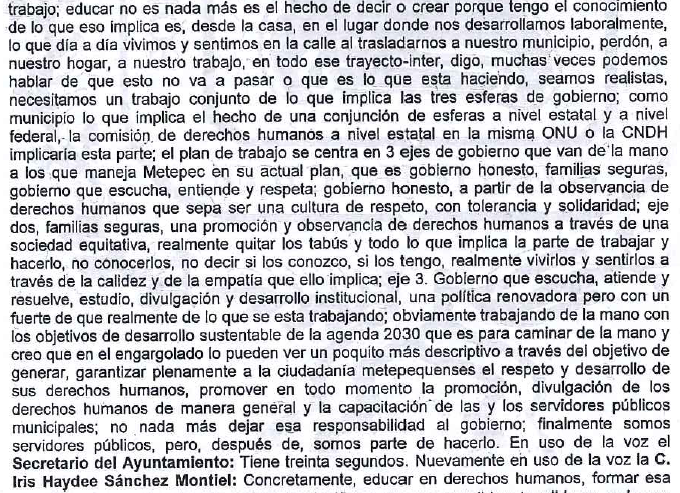 trabajo; educar no es nada más es el hecho de decir o crear porque tengo el conocimiento
de lo que eso implica es, desde la casa, en el lugar donde nos desarrollamos laboralmente,
lo que día a día vivimos y sentimos en la calle al trasladarnos a nuestro municipio, perdón, a
nuestro hogar, a nuestro trabajo, en todo ese trayecto-inter, digo, muchas veces podemos
hablar de que esto no va a pasar o que es lo que esta haciendo, seamos realistas,
necesitamos un trabajo conjunto de lo que implica las tres esferas de gobierno; como
municipio lo que implica el hecho de una conjunción de esferas a nivel estatal y a nivel
federal, la comisión de derechos humanos a nivel estatal en la misma ONU o la CNDH
implicaría esta parte; el plan de trabajo se centra en 3 ejes de gobierno que van de la mano
a los que maneja Metepec en su actual plan, que es gobierno honesto, familias seguras,
gobierno que escucha, entiende y respeta; gobierno honesto, a partir de la observancia de
derechos humanos que sepa ser una cultura de respeto, con tolerancia y solidaridad; eje
dos, familias seguras, una promoción y observancia de derechos humanos a través de una
sociedad equitativa, realmente quitar los tabús y todo lo que implica la parte de trabajar y
hacerlo, no conocerlos, no decir si los conozco, si los tengo, realmente vivirlos y sentirlos a
través de la calidez y de la empatía que ello implica; eje 3. Gobierno que escucha, atiende y
resuelve, estudio, divulgación y desarrollo institucional, una política renovadora pero con un
fuerte de que realmente de lo que se esta trabajando; obviamente trabajando de la mano con
los objetivos de desarrollo sustentable de la agenda 2030 que es para caminar de la mano y
creo que en el engargolado lo pueden ver un poquito más descriptivo a través del objetivo de
generar, garantizar plenamente a la ciudadanía metepequenses el respeto y desarrollo de
sus derechos humanos, promover en todo momento la promoción, divulgación de los
derechos humanos de manera general y la capacitación de las y los servidores públicos
municipales; no nada más dejar esa responsabilidad al gobierno; finalmente somos
servidores públicos, pero, después de, somos parte de hacerlo. En uso de la voz el
Secretario del Ayuntamiento: Tiene treinta segundos. Nuevamente en uso de la voz la C.
Iris Haydee Sánchez Montiel: Concretamente, educar en derechos humanos, formar esa